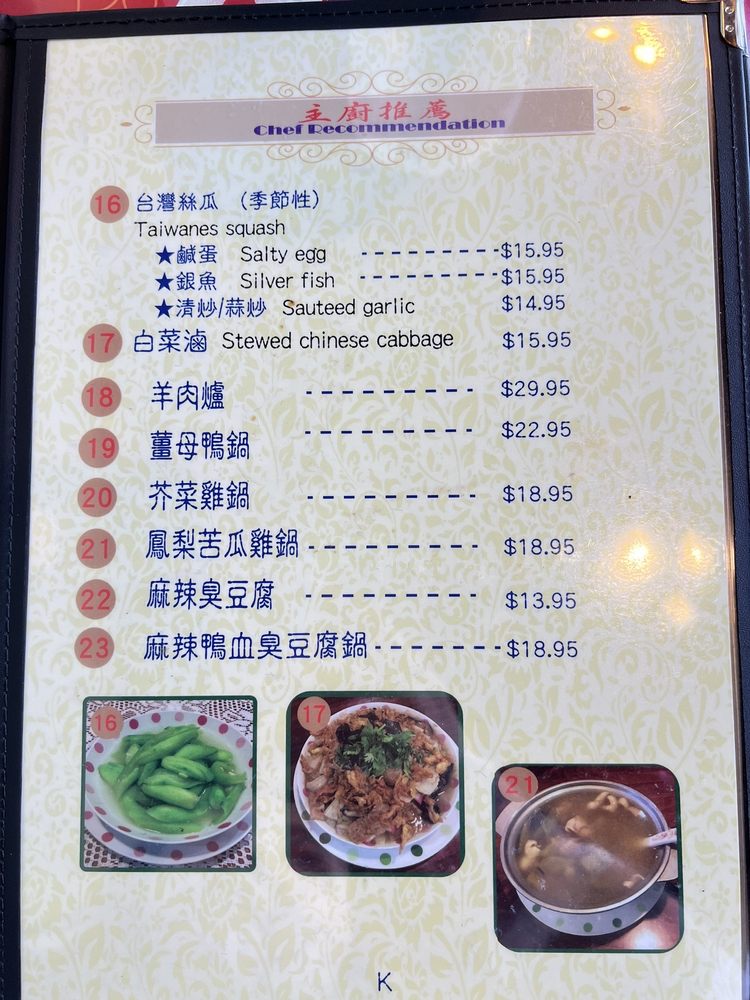 主廚推薦
Chef Recommendation
16 台灣絲瓜 (季節性)
Taiwanes squash
★鹹蛋 Salty egg ---------- $15.95
★銀魚 Silver fish ---------- $15.95
★清炒/蒜炒 Sauteed garlic $14.95
17 白菜滷 Stewed chinese cabbage $15.95
18 羊肉爐 --------- $29.95
19 薑母鴨鍋 --------- $22.95
20 芥菜雞鍋 --------- $18.95
21 鳳梨苦瓜雞鍋 --------- $18.95
22 麻辣臭豆腐 --------- $13.95
23 麻辣鴨血臭豆腐鍋 --------- $18.95
16
17
21
K